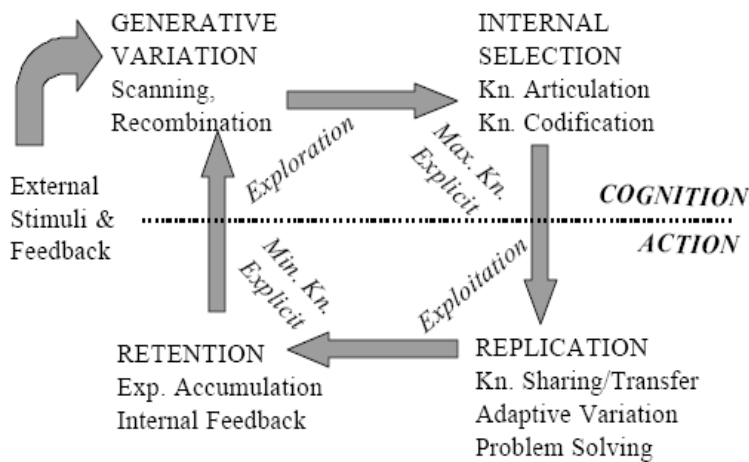 GENERATIVE
VARIATION
Scanning,
Recombination
INTERNAL
SELECTION
Kn. Articulation
Kn. Codification
External
Stimuli &
Feedback
Exploration
Max. Kn.
Explicit
COGNITION
ACTION
Min. Kn.
Explicit
Exploitation
RETENTION
Exp. Accumulation
Internal Feedback
REPLICATION
Kn. Sharing/Transfer
Adaptive Variation
Problem Solving